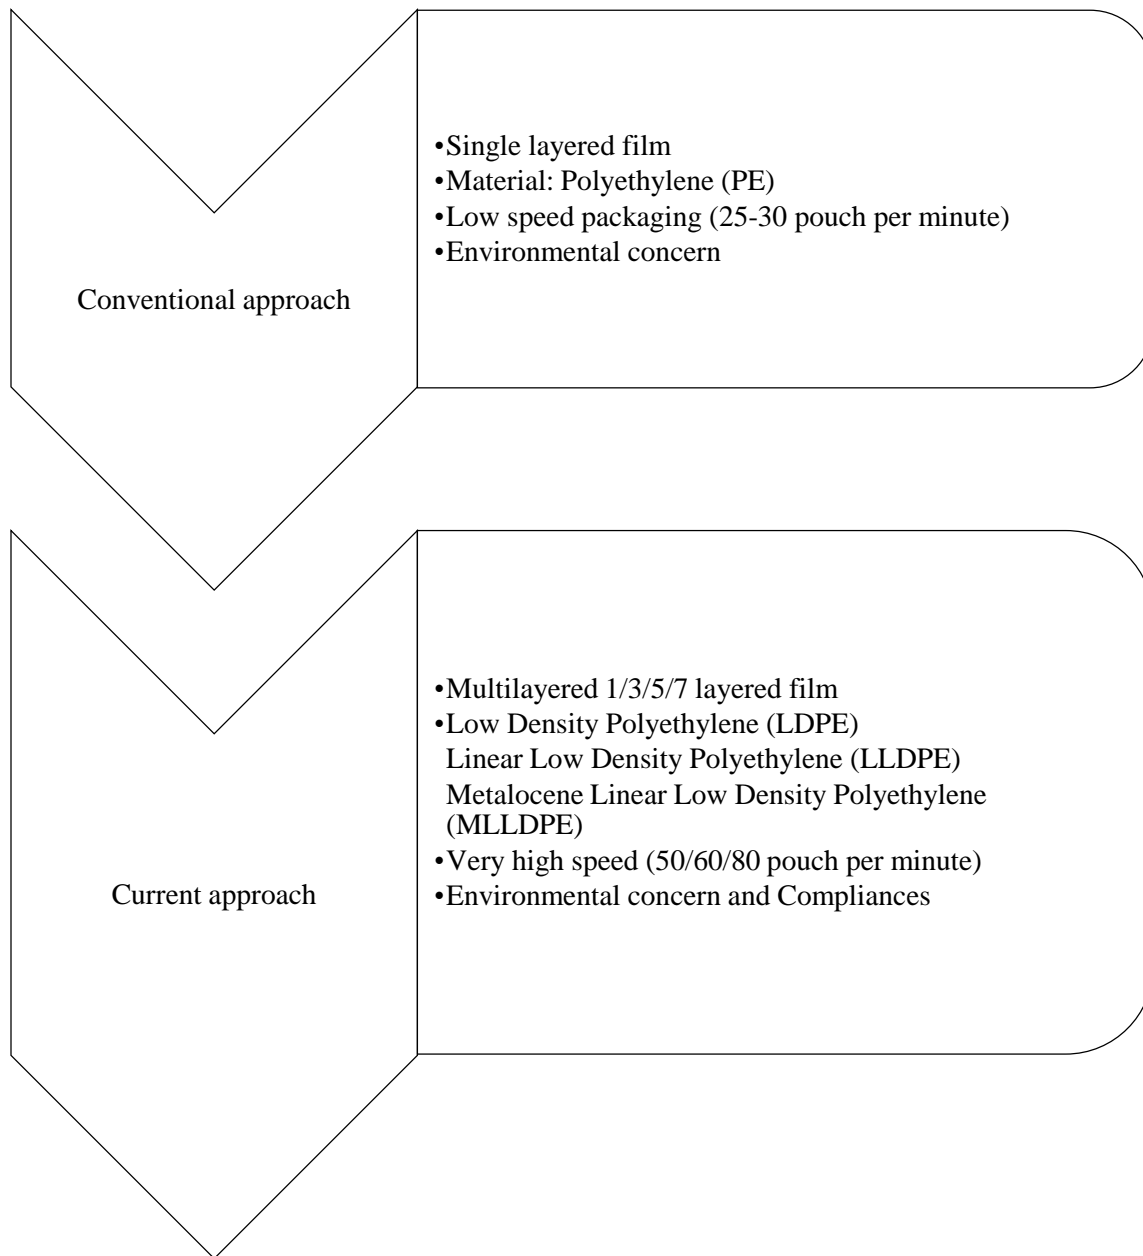 •Single layered film
•Material: Polyethylene (PE)
•Low speed packaging (25-30 pouch per minute)
•Environmental concern
Conventional approach
•Multilayered 1/3/5/7 layered film
•Low Density Polyethylene (LDPE)
Linear Low Density Polyethylene (LLDPE)
Metalocene Linear Low Density Polyethylene
(MLLDPE)
•Very high speed (50/60/80 pouch per minute)
•Environmental concern and Compliances
Current approach